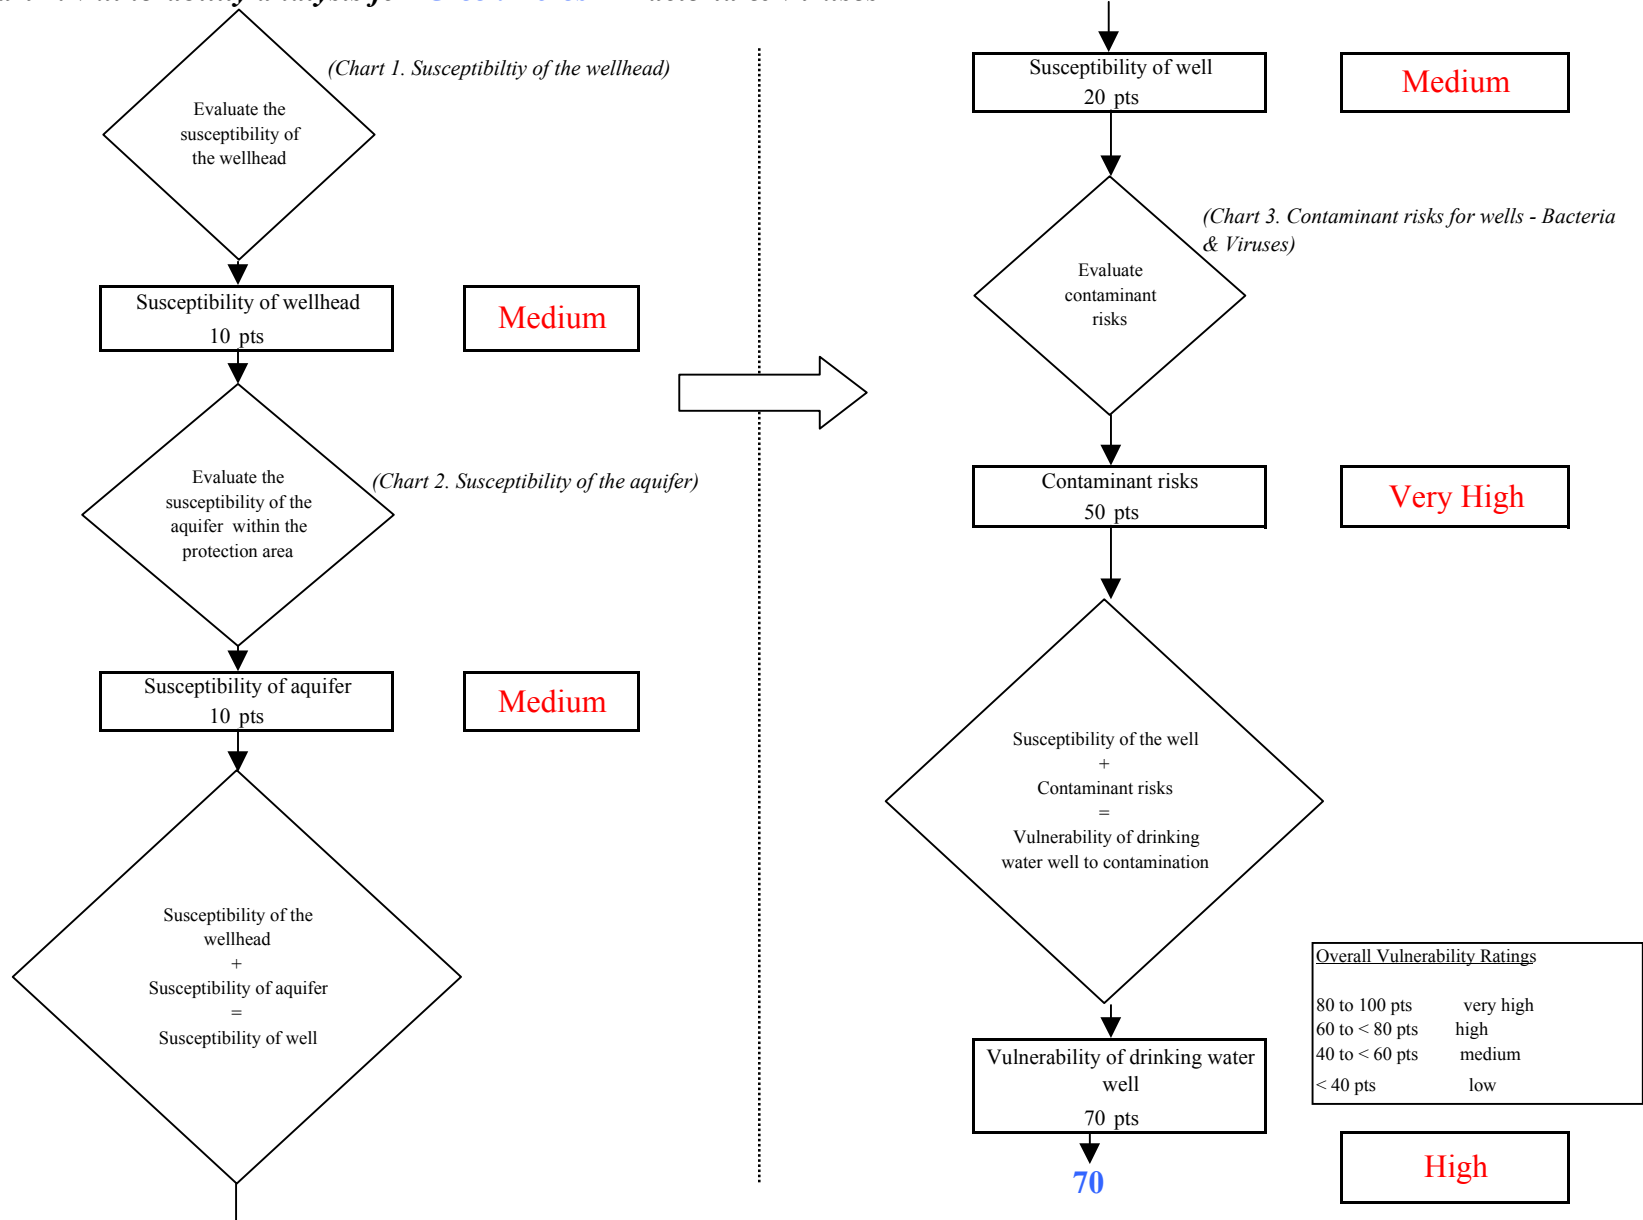 Vulnerability analysis for
Bacteria & Viruses
(Chart 1. Susceptibiltiy of the wellhead)
Evaluate the
susceptibility of
the wellhead
Susceptibility of wellhead
10 pts
Medium
Evaluate the
susceptibility of the
aquifer within the
protection area
(Chart 2. Susceptibility of the aquifer)
Susceptibility of aquifer
10 pts
Medium
Susceptibility of the
wellhead
+
Susceptibility of aquifer
=
Susceptibility of well
Susceptibility of well
20 pts
Medium
(Chart 3. Contaminant risks for wells - Bacteria
& Viruses)
Evaluate
contaminant
risks
Contaminant risks
50 pts
Very High
Susceptibility of the well
+
Contaminant risks
=
Vulnerability of drinking
water well to contamination
Vulnerability of drinking water
well
70 pts
70
Overall Vulnerability Ratings
80 to 100 pts very high
60 to < 80 pts high
40 to < 60 pts medium
< 40 pts low
High